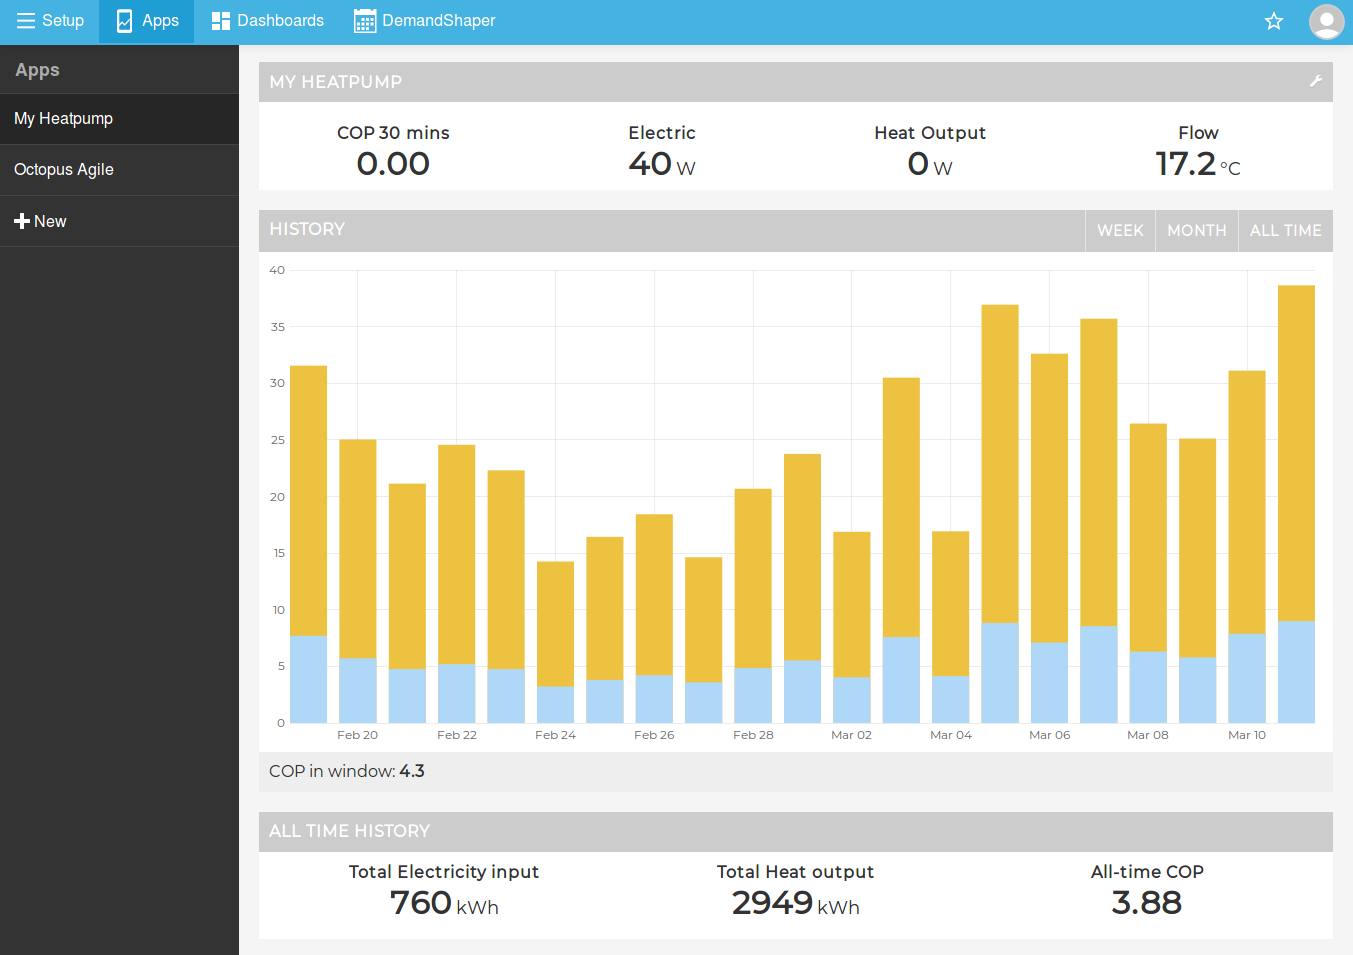 Setup Apps Dashboards DemandShaper
Apps
My Heatpump
Octopus Agile
New
MY HEATPUMP
COP 30 mins Electric Heat Output Flow
0.00 40 W 0 W 17.2 °C
HISTORY WEEK MONTH ALL TIME
40
35
30
25
20
15
10
5
0
Feb 20 Feb 22 Feb 24 Feb 26 Feb 28 Mar 02 Mar 04 Mar 06 Mar 08 Mar 10
COP in window: 4.3
ALL TIME HISTORY
Total Electricity input Total Heat output All-time COP
760 kWh 2949 kWh 3.88